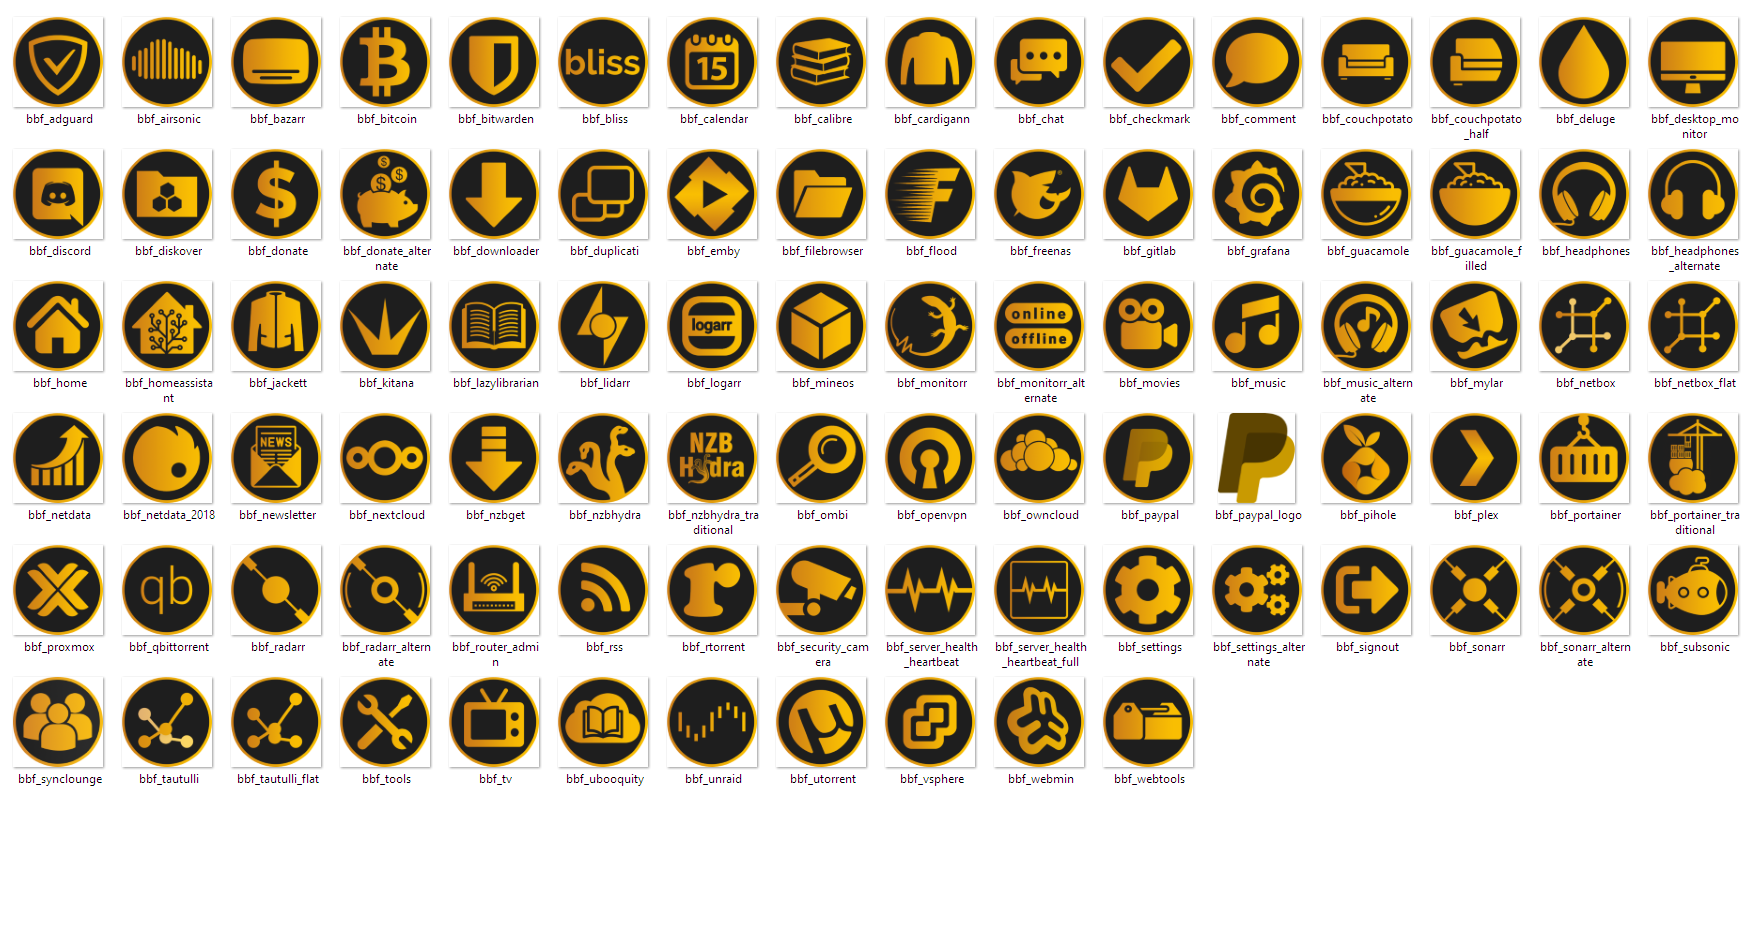 bliss
15
bbf_adguard
bbf_airsonic
bbf_bazarr
bbf_bitcoin
bbf_bitwarden
bbf_bliss
bbf_calendar
bbf_calibre
bbf_cardigann
bbf_chat
bbf_checkmark
bbf_comment
bbf_couchpotato
bbf_couchpotato
_half
bbf_deluge
bbf_desktop_mo
nitor
$
$
$
$
F
bbf_discord
bbf_diskover
bbf_donate
bbf_donate_alter
nate
bbf_downloader
bbf_duplicati
bbf_emby
bbf_filebrowser
bbf_flood
bbf_freenas
bbf_gitlab
bbf_grafana
bbf_guacamole
bbf_guacamole_f
illed
bbf_headphones
bbf_headphones
_alternate
logarr
online
offline
bbf_home
bbf_homeassista
nt
bbf_jackett
bbf_kitana
bbf_lazylibrarian
bbf_lidarr
bbf_logarr
bbf_mineos
bbf_monitorr
bbf_monitorr_alt
ernate
bbf_movies
bbf_music
bbf_music_altern
ate
bbf_mylar
bbf_netbox
bbf_netbox_flat
NEWS
NZB
Hydra
bbf_netdata
bbf_netdata_2018
bbf_newsletter
bbf_nextcloud
bbf_nzbget
bbf_nzbhydra
bbf_nzbhydra_tra
ditional
bbf_ombi
bbf_openvpn
bbf_owncloud
bbf_paypal
bbf_paypal_logo
bbf_pihole
bbf_plex
bbf_portainer
bbf_portainer_tra
ditional
qb
r
bbf_proxmox
bbf_qbittorrent
bbf_radarr
bbf_radarr_altern
ate
bbf_router_admi
n
bbf_rss
bbf_rtorrent
bbf_security_cam
era
bbf_server_health
_heartbeat
bbf_server_health
_heartbeat_full
bbf_settings
bbf_settings_alter
nate
bbf_signout
bbf_sonarr
bbf_sonarr_altern
ate
bbf_subsonic
bbf_synclounge
bbf_tautulli
bbf_tautulli_flat
bbf_tools
bbf_tv
bbf_ubooquity
bbf_unraid
bbf_utorrent
bbf_vsphere
bbf_webmin
bbf_webtools